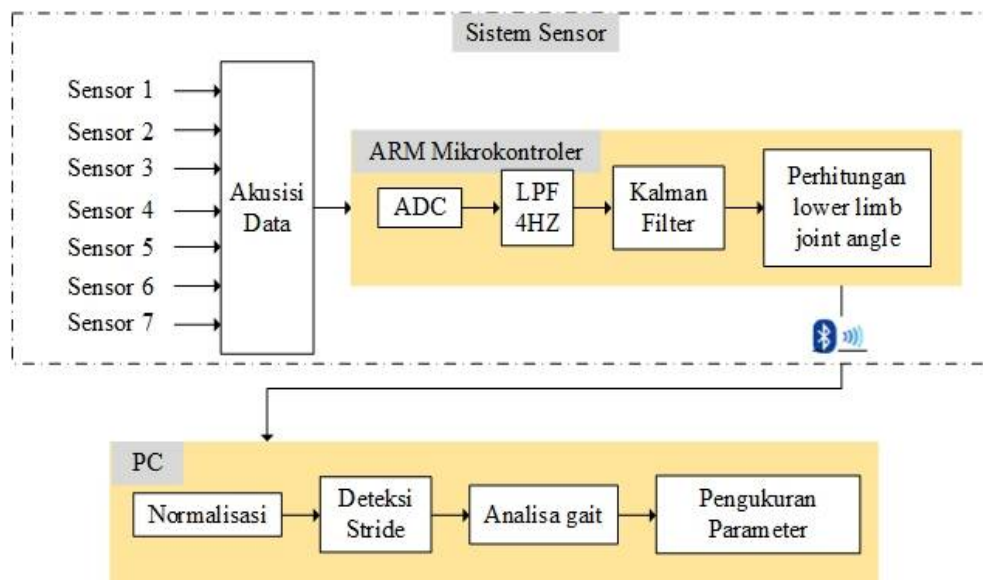 Sistem Sensor
Sensor 1
Sensor 2
Sensor 3
Sensor 4
Sensor 5
Sensor 6
Sensor 7
Akusisi
Data
ARM Mikrokontroler
ADC
LPF
4HZ
Kalman
Filter
Perhitungan
lower limb
joint angle
PC
Normalisasi
Deteksi
Stride
Analisa gait
Pengukuran
Parameter